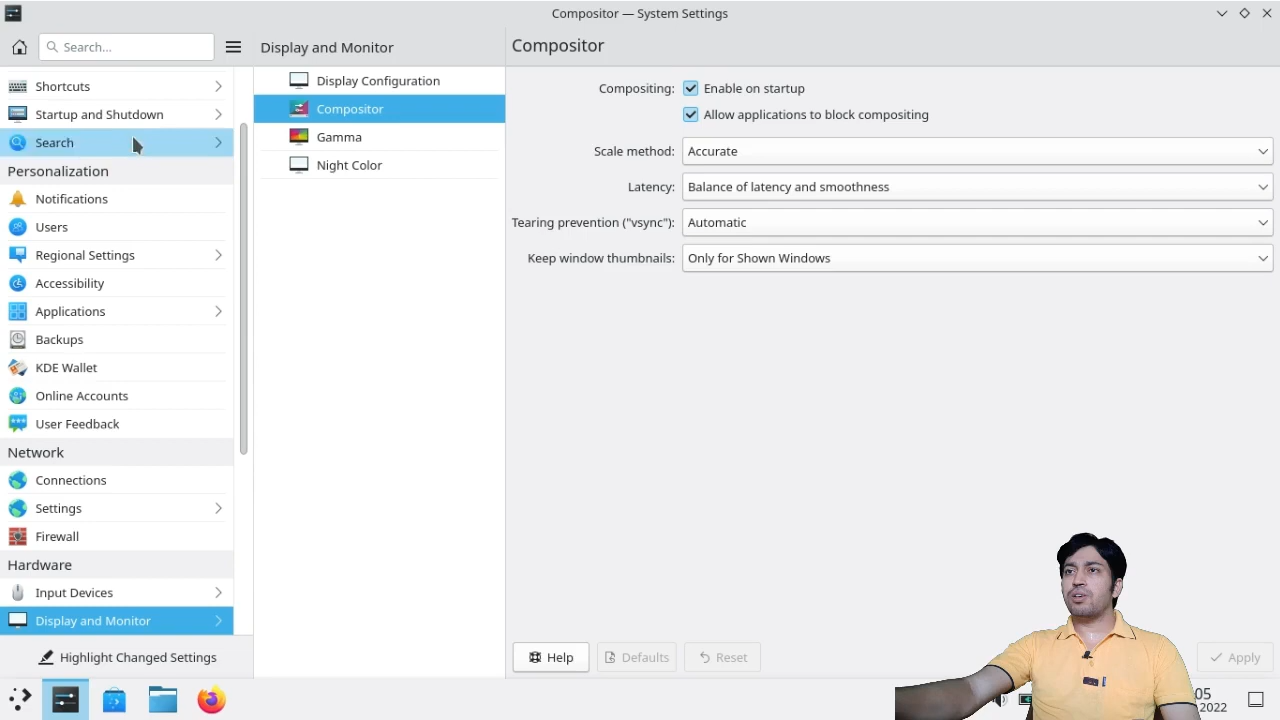 Compositor — System Settings
Search...
Display and Monitor
Compositor
Shortcuts
Startup and Shutdown
Search
Personalization
Notifications
Users
Regional Settings
Accessibility
Applications
Backups
KDE Wallet
Online Accounts
User Feedback
Network
Connections
Settings
Firewall
Hardware
Input Devices
Display and Monitor
Highlight Changed Settings
Display Configuration
Compositor
Gamma
Night Color
Compositing: Enable on startup
Allow applications to block compositing
Scale method: Accurate
Latency: Balance of latency and smoothness
Tearing prevention ("vsync"): Automatic
Keep window thumbnails: Only for Shown Windows
Help
Defaults
Reset
Apply
05
2022